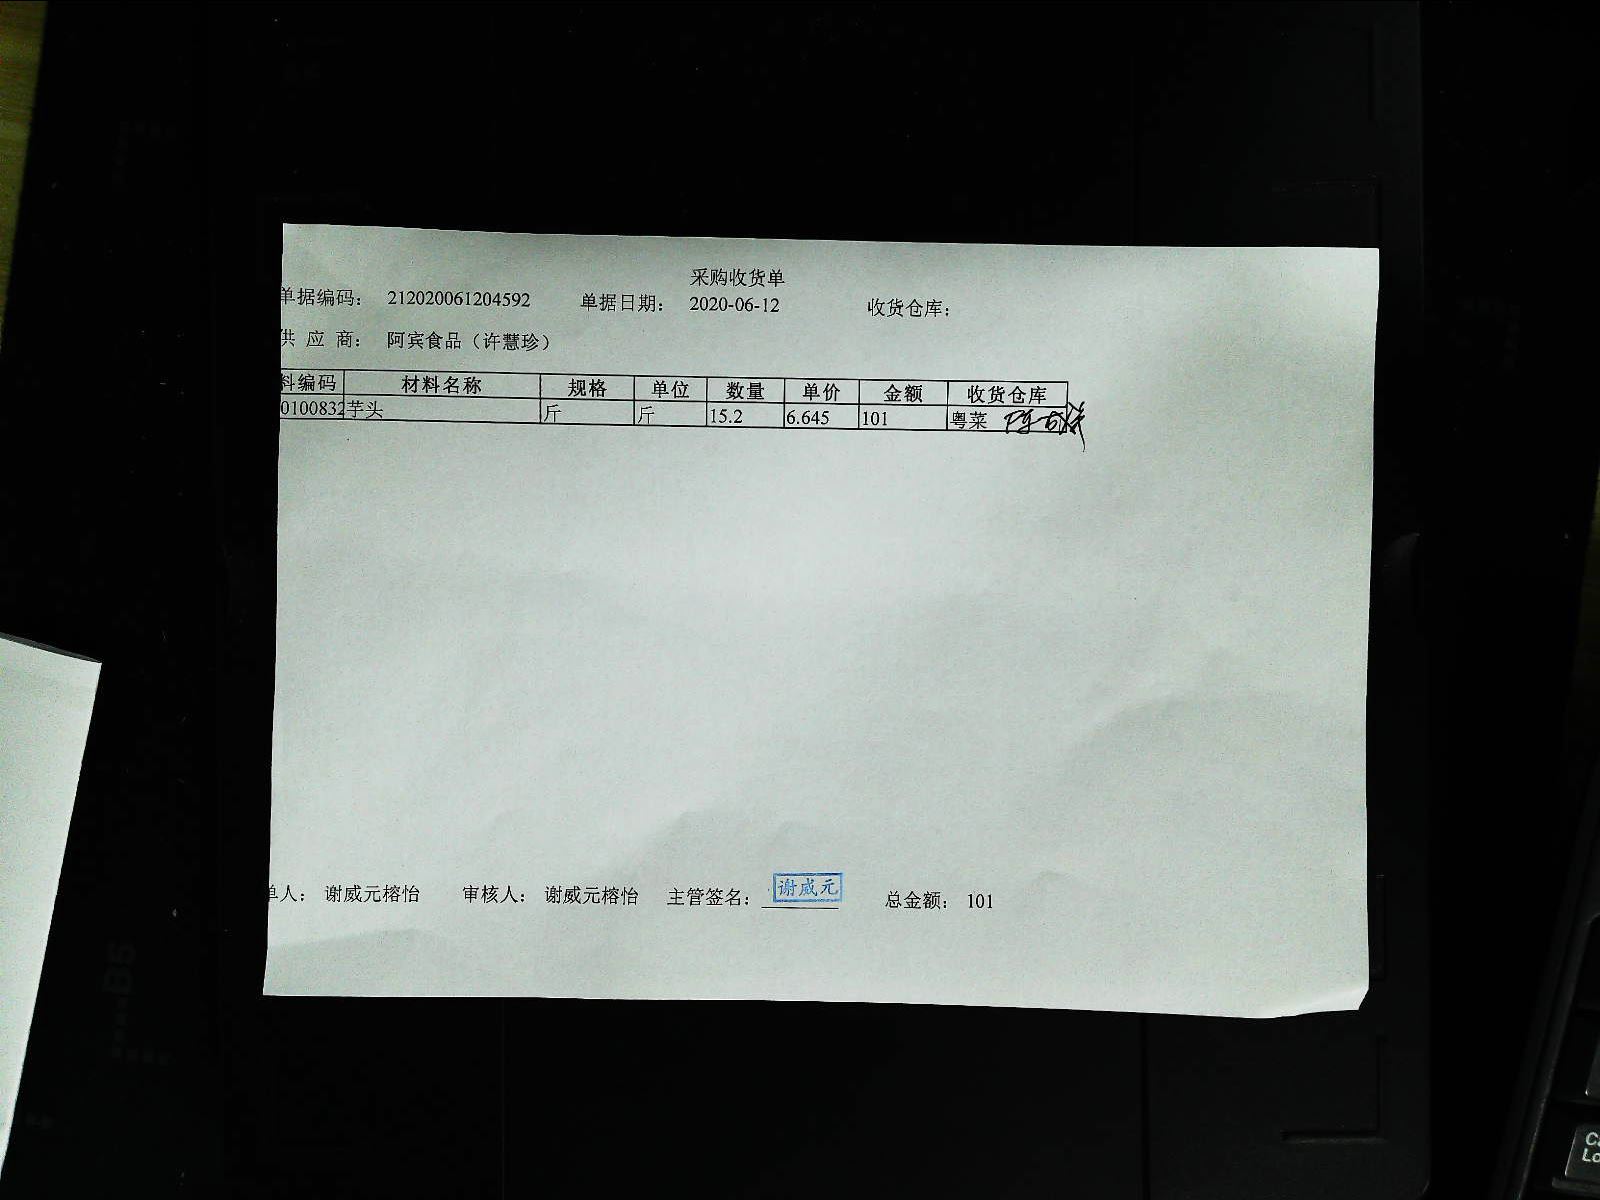 采购收货单
单据编码： 212020061204592 单据日期： 2020-06-12 收货仓库：
供 应 商： 阿宾食品（许慧珍）
料编码 材料名称 规格 单位 数量 单价 金额 收货仓库
0100832 芋头 斤 斤 15.2 6.645 101 粤菜
单人： 谢威元榕怡 审核人： 谢威元榕怡 主管签名： 谢威元 总金额： 101
B5